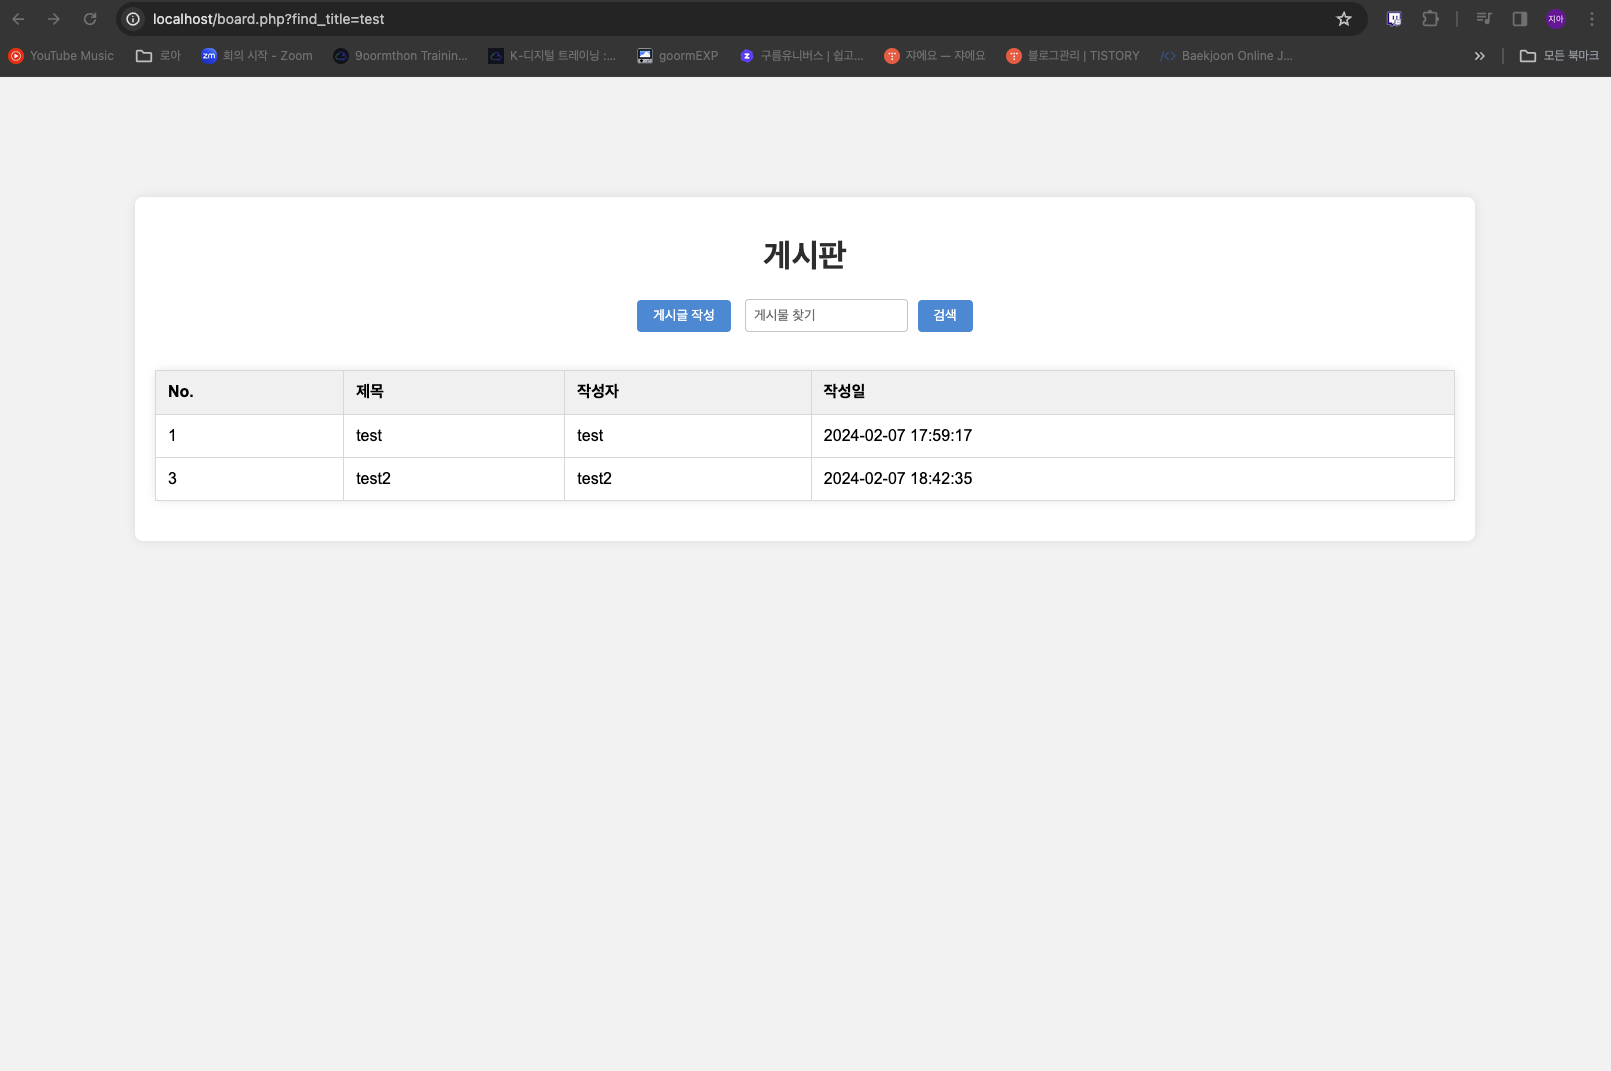 localhost/board.php?find_title=test
지아
YouTube Music
로아
zm
회의 시작 - Zoom
9oormthon Trainin...
K-디지털 트레이닝 :...
goormEXP
구름유니버스 | 쉽고...
쟈에요 — 쟈에요
블로그관리 | TISTORY
</> Baekjoon Online J...
모든 북마크
게시판
게시글 작성 게시물 찾기 검색
No. 제목 작성자 작성일
1 test test 2024-02-07 17:59:17
3 test2 test2 2024-02-07 18:42:35